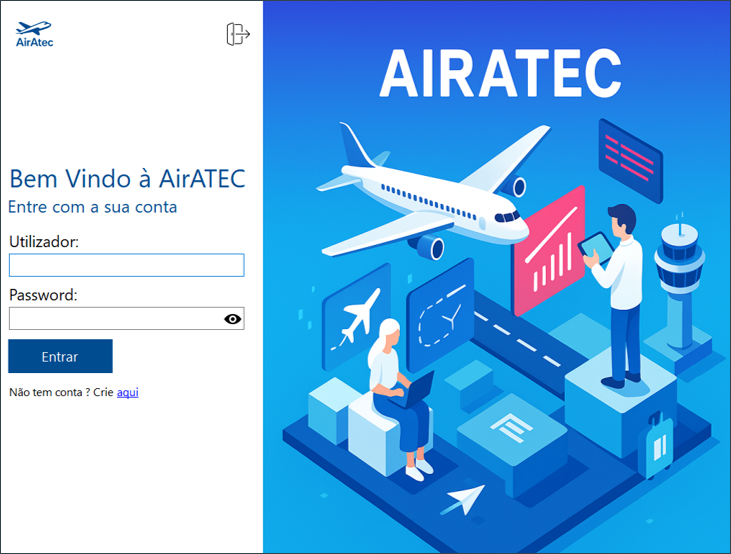 AirAtec
AIRATEC
Bem Vindo à AirATEC
Entre com a sua conta
Utilizador:
Password:
Entrar
Não tem conta ? Crie aqui